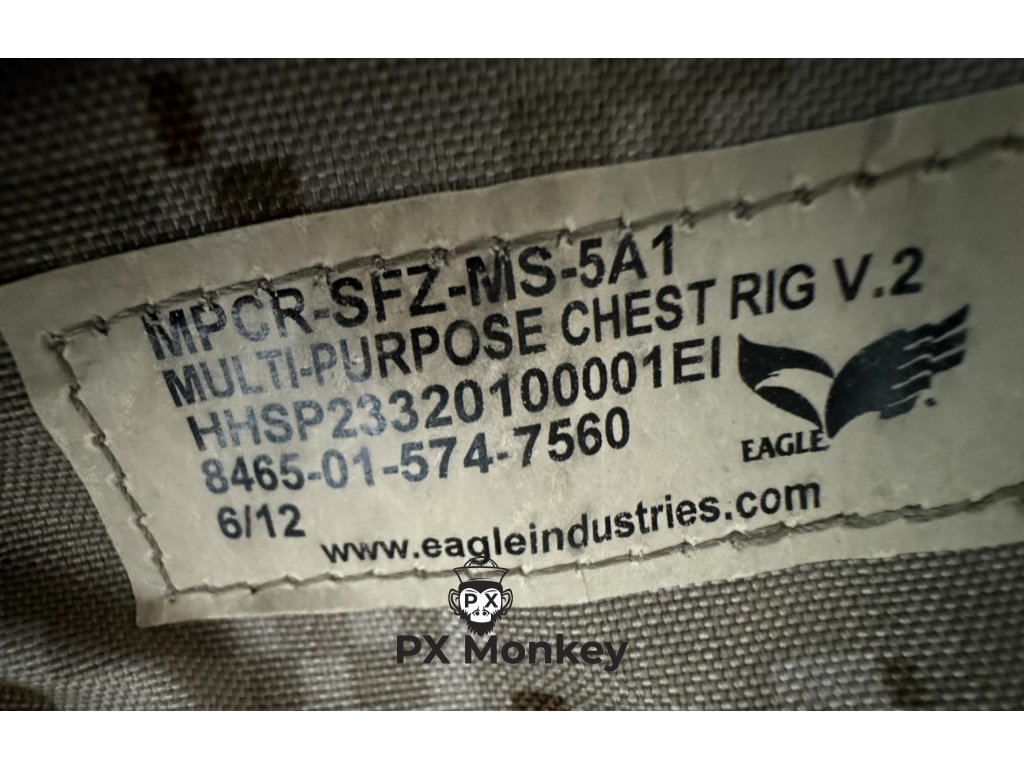 MPCR-SFZ-MS-5A1
MULTI-PURPOSE CHEST RIG V.2
HHSP23320100001EI
8465-01-574-7560
6/12
EAGLE
www.eagleindustries.com
PX
PX Monkey